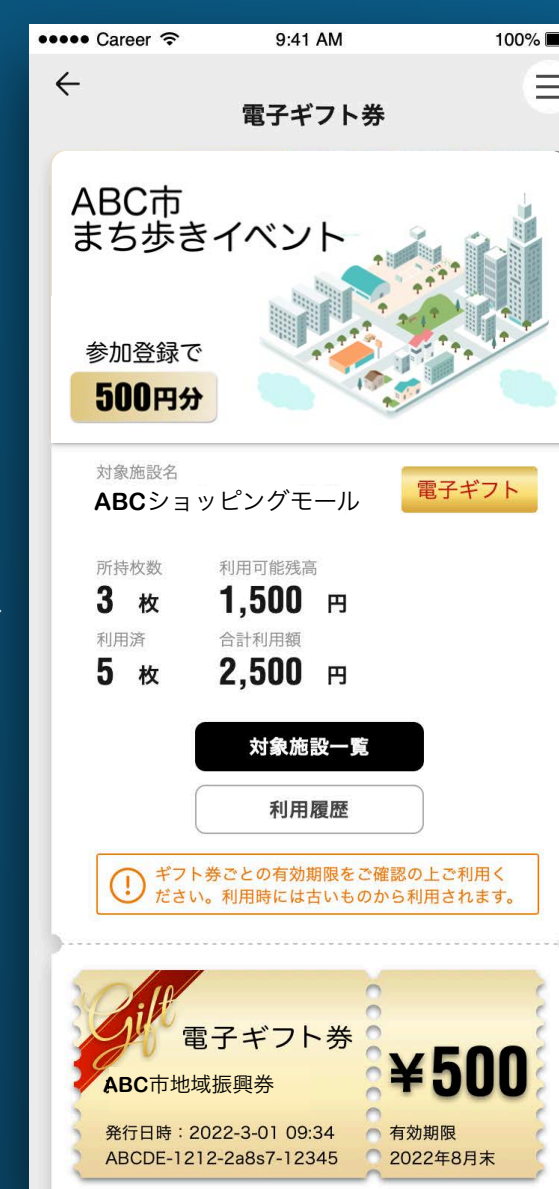 Career 9:41 AM 100%
電子ギフト券
ABC市
まち歩きイベント
参加登録で
500円分
対象施設名
ABCショッピングモール
電子ギフト
所持枚数 利用可能残高
3 枚 1,500 円
利用済 合計利用額
5 枚 2,500 円
対象施設一覧
利用履歴
ギフト券ごとの有効期限をご確認の上ご利用く
ださい。利用時には古いものから利用されます。
Gift
電子ギフト券
ABC市地域振興券
¥500
発行日時：2022-3-01 09:34
ABCDE-1212-2a8s7-12345
有効期限
2022年8月末